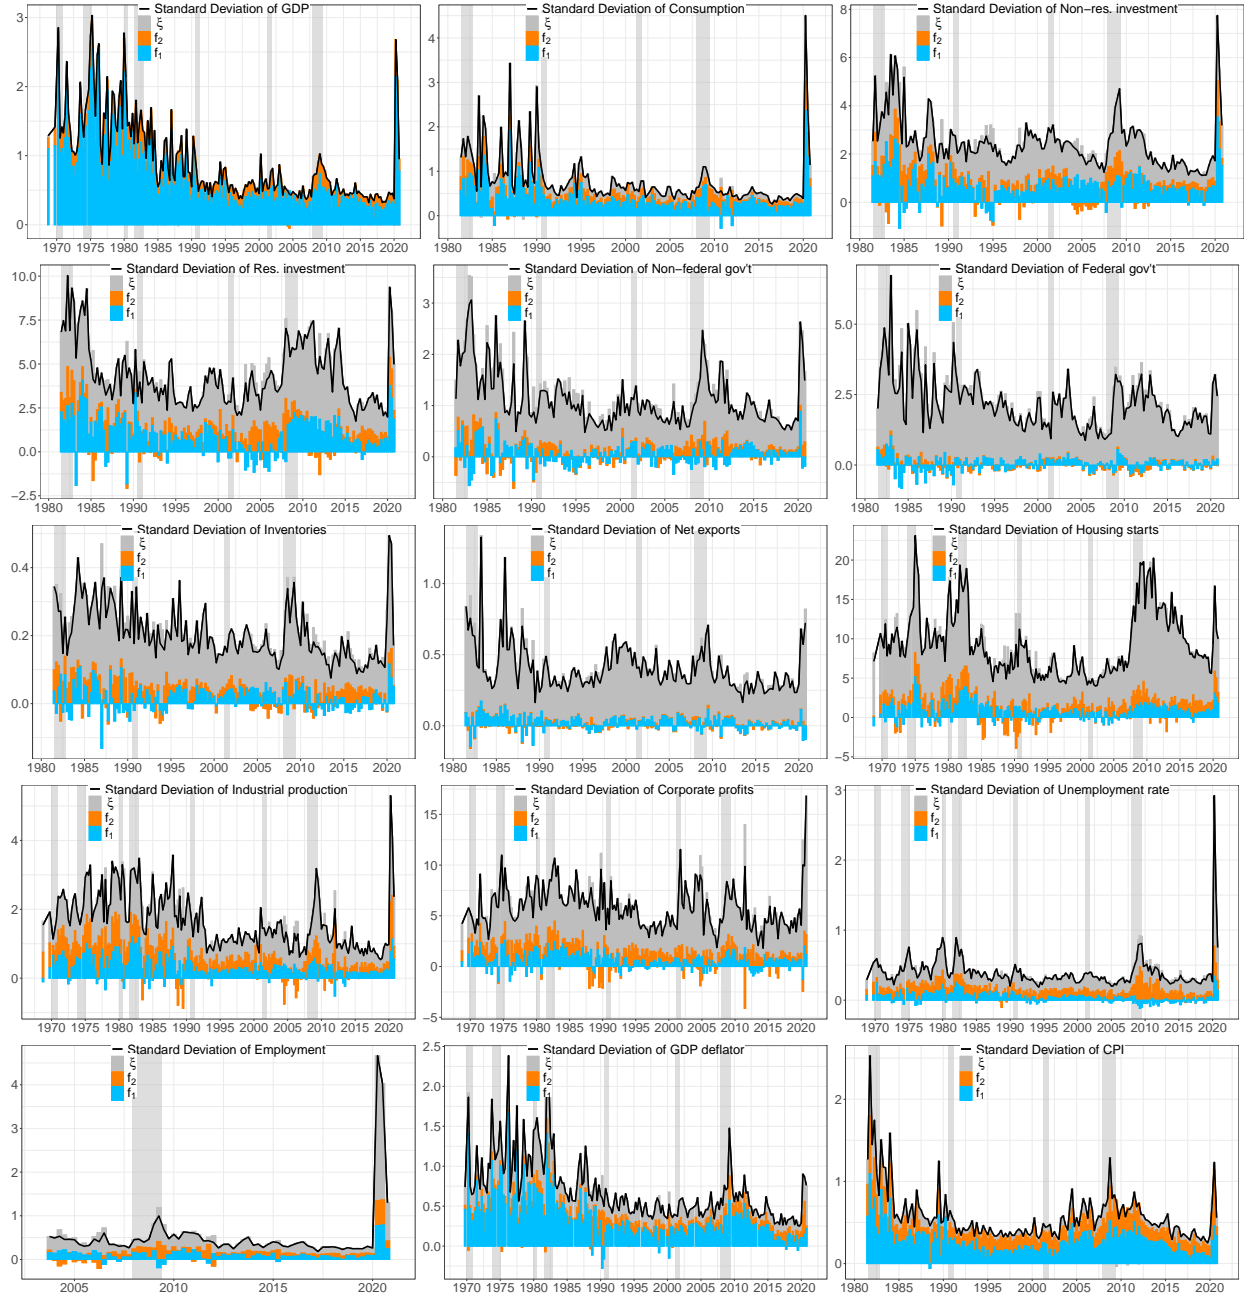 Standard Deviation of GDP
ξ
f2
f1
3
2
1
0
1970 1975 1980 1985 1990 1995 2000 2005 2010 2015 2020
Standard Deviation of Consumption
ξ
f2
f1
4
3
2
1
0
1980 1985 1990 1995 2000 2005 2010 2015 2020
Standard Deviation of Non-res. investment
ξ
f2
f1
8
6
4
2
0
1980 1985 1990 1995 2000 2005 2010 2015 2020
Standard Deviation of Res. investment
ξ
f2
f1
10.0
7.5
5.0
2.5
0.0
−2.5
1980 1985 1990 1995 2000 2005 2010 2015 2020
Standard Deviation of Non-federal gov't
ξ
f2
f1
3
2
1
0
1980 1985 1990 1995 2000 2005 2010 2015 2020
Standard Deviation of Federal gov't
ξ
f2
f1
5.0
2.5
0.0
1980 1985 1990 1995 2000 2005 2010 2015 2020
Standard Deviation of Inventories
ξ
f2
f1
0.4
0.2
0.0
1980 1985 1990 1995 2000 2005 2010 2015 2020
Standard Deviation of Net exports
ξ
f2
f1
1.0
0.5
0.0
1980 1985 1990 1995 2000 2005 2010 2015 2020
Standard Deviation of Housing starts
ξ
f2
f1
20
15
10
5
0
−5
1970 1975 1980 1985 1990 1995 2000 2005 2010 2015 2020
Standard Deviation of Industrial production
ξ
f2
f1
4
2
0
1970 1975 1980 1985 1990 1995 2000 2005 2010 2015 2020
Standard Deviation of Corporate profits
ξ
f2
f1
15
10
5
0
−5
1970 1975 1980 1985 1990 1995 2000 2005 2010 2015 2020
Standard Deviation of Unemployment rate
ξ
f2
f1
3
2
1
0
1970 1975 1980 1985 1990 1995 2000 2005 2010 2015 2020
Standard Deviation of Employment
ξ
f2
f1
4
3
2
1
0
2005 2010 2015 2020
Standard Deviation of GDP deflator
ξ
f2
f1
2.5
2.0
1.5
1.0
0.5
0.0
1970 1975 1980 1985 1990 1995 2000 2005 2010 2015 2020
Standard Deviation of CPI
ξ
f2
f1
2
1
0
1980 1985 1990 1995 2000 2005 2010 2015 2020